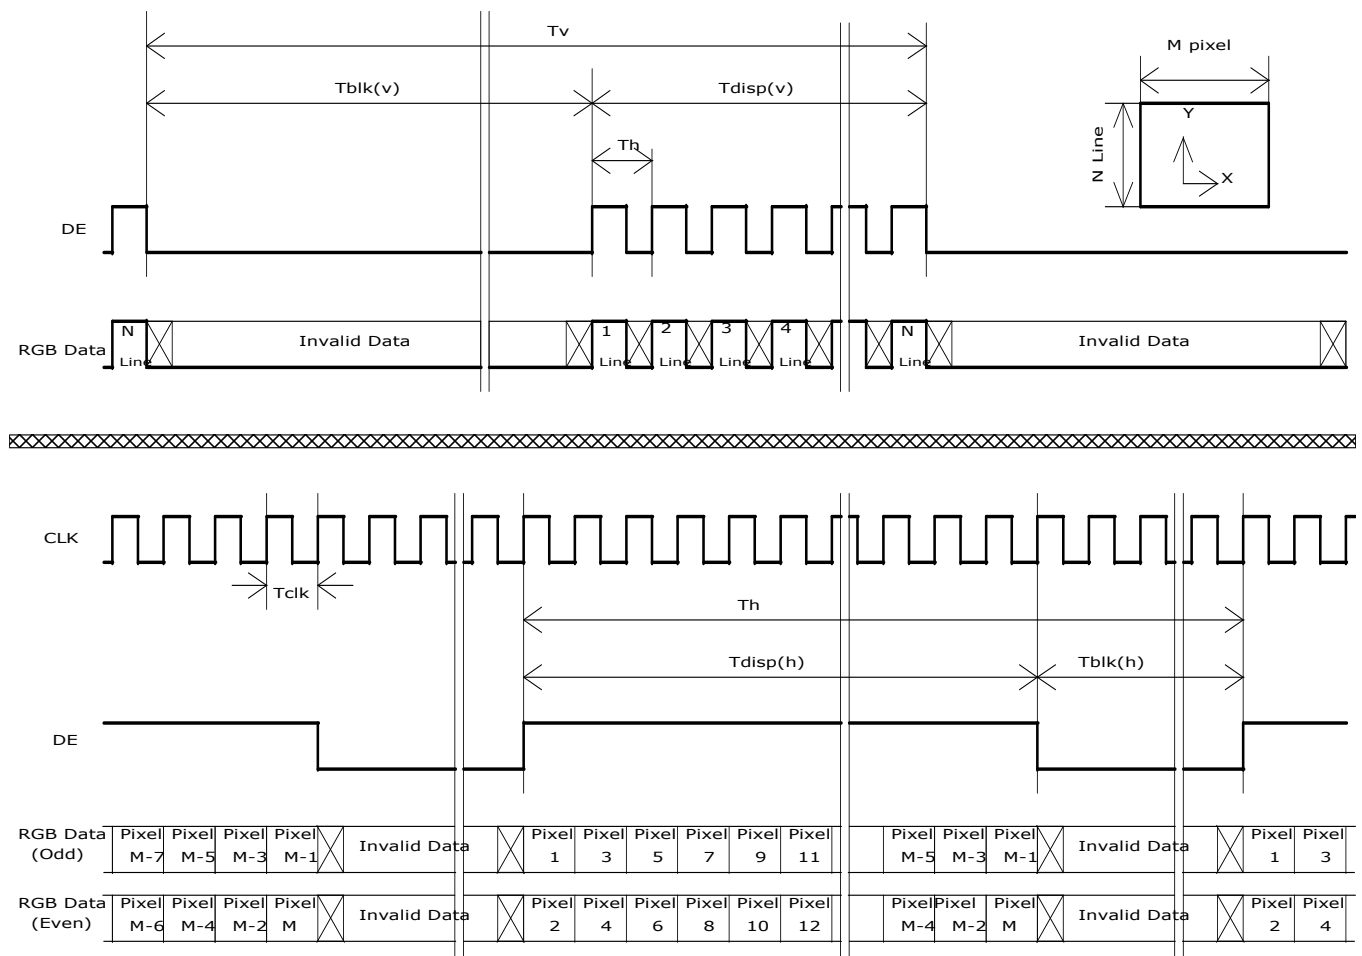 Tv
M pixel
Tblk(v) Tdisp(v)
Y
N Line
Th
X
DE
N 1 2 3 4 N
RGB Data Invalid Data Invalid Data
Line Line Line Line Line Line
CLK
Tclk
Th
Tdisp(h) Tblk(h)
DE
RGB Data Pixel Pixel Pixel Pixel Pixel Pixel Pixel Pixel Pixel Pixel Pixel Pixel Pixel Pixel Pixel
Invalid Data Invalid Data
(Odd) M-7 M-5 M-3 M-1 1 3 5 7 9 11 M-5 M-3 M-1 1 3
RGB Data Pixel Pixel Pixel Pixel Pixel Pixel Pixel Pixel Pixel Pixel Pixel Pixel Pixel Pixel Pixel
Invalid Data Invalid Data
(Even) M-6 M-4 M-2 M 2 4 6 8 10 12 M-4 M-2 M 2 4